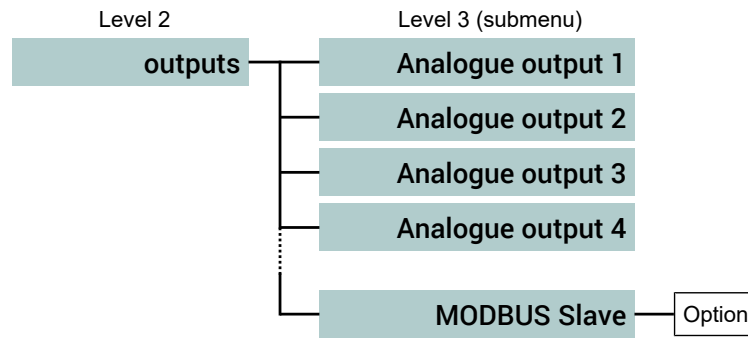 Level 2
Level 3 (submenu)
outputs
Analogue output 1
Analogue output 2
Analogue output 3
Analogue output 4
MODBUS Slave
Option